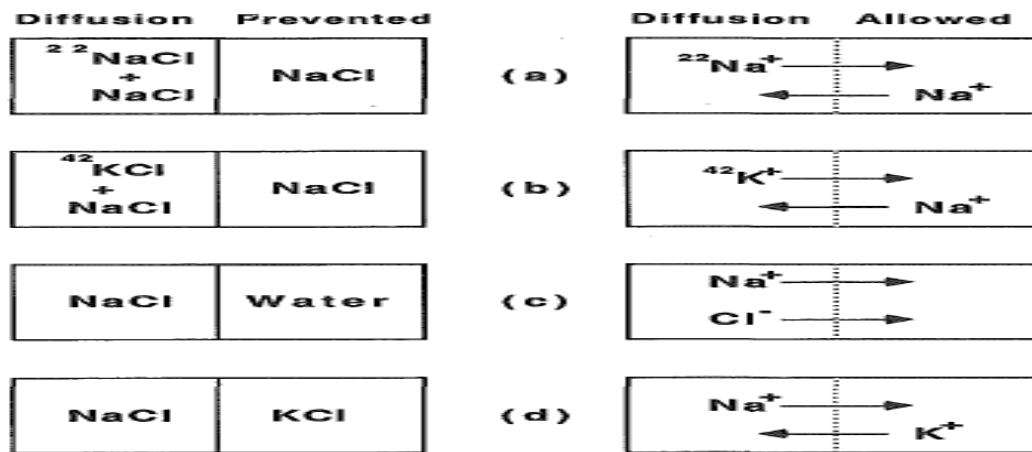 Diffusion Prevented Diffusion Allowed
²²NaCl
+
NaCl
NaCl
(a)
²²Na⁺
Na⁺
⁴²KCl
+
NaCl
NaCl
(b)
⁴²K⁺
Na⁺
NaCl
Water
(c)
Na⁺
Cl⁻
NaCl
KCl
(d)
Na⁺
K⁺